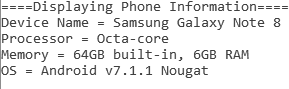 ====Displaying Phone Information====
Device Name = Samsung Galaxy Note 8
Processor = Octa-core
Memory = 64GB built-in, 6GB RAM
OS = Android v7.1.1 Nougat